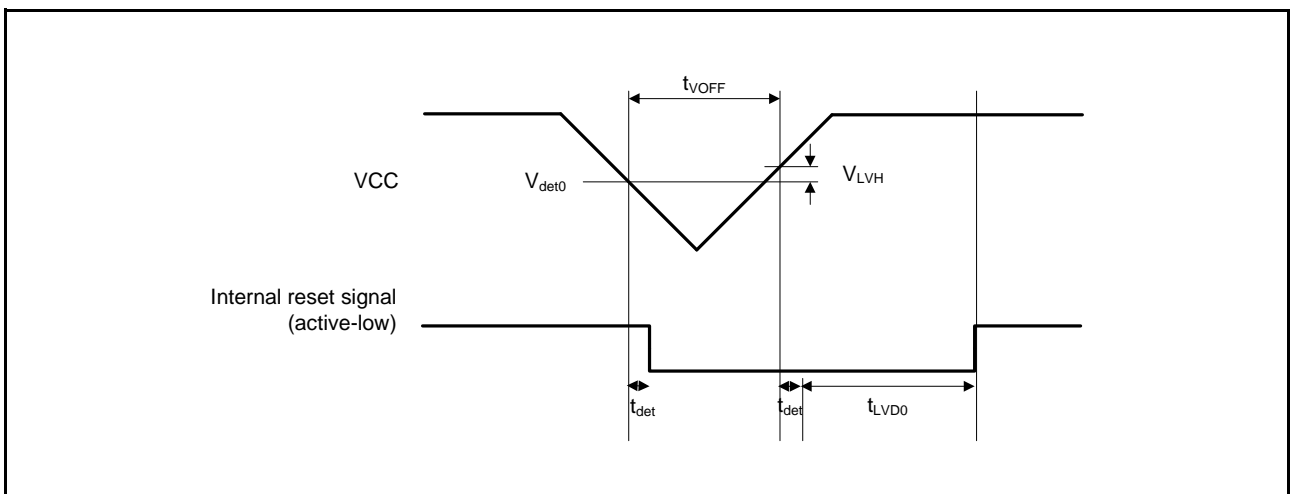 tVOFF
VCC
Vdet0
VLVH
Internal reset signal
(active-low)
tdet
tdet
tLVD0